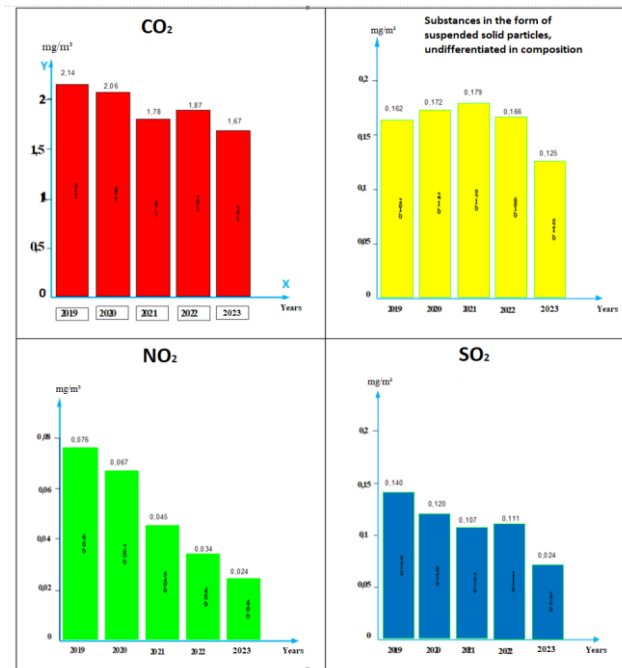 CO₂
mg/m³
Y
2,14
2,06
1,78
1,87
1,67
2
1,5
1
0,5
0
X
2019 2020 2021 2022 2023 Years
Substances in the form of
suspended solid particles,
undifferentiated in composition
mg/m³
0,2
0,162
0,172
0,179
0,166
0,125
0,15
0,1
0,05
0
2019 2020 2021 2022 2023 Years
NO₂
mg/m³
0,08
0,076
0,067
0,045
0,034
0,024
0,06
0,04
0,02
0
2019 2020 2021 2022 2023 Years
SO₂
mg/m³
0,2
0,15
0,140
0,120
0,107
0,111
0,024
0,1
0,05
0
2019 2020 2021 2022 2023 Years